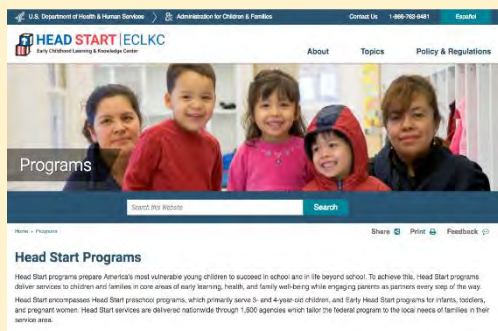 U.S. Department of Health & Human Services
Administration for Children & Families
Contact Us
1-866-763-6481
Español
HEAD START | ECLKC
Early Childhood Learning & Knowledge Center
About
Topics
Policy & Regulations
Programs
Search this Website
Search
Home > Programs
Share
Print
Feedback
Head Start Programs
Head Start programs prepare America's most vulnerable young children to succeed in school and in life beyond school. To achieve this, Head Start programs
deliver services to children and families in core areas of early learning, health, and family well-being while engaging parents as partners every step of the way.
Head Start encompasses Head Start preschool programs, which primarily serve 3- and 4-year-old children, and Early Head Start programs for infants, toddlers,
and pregnant women. Head Start services are delivered nationwide through 1,600 agencies which tailor the federal program to the local needs of families in their
service area.